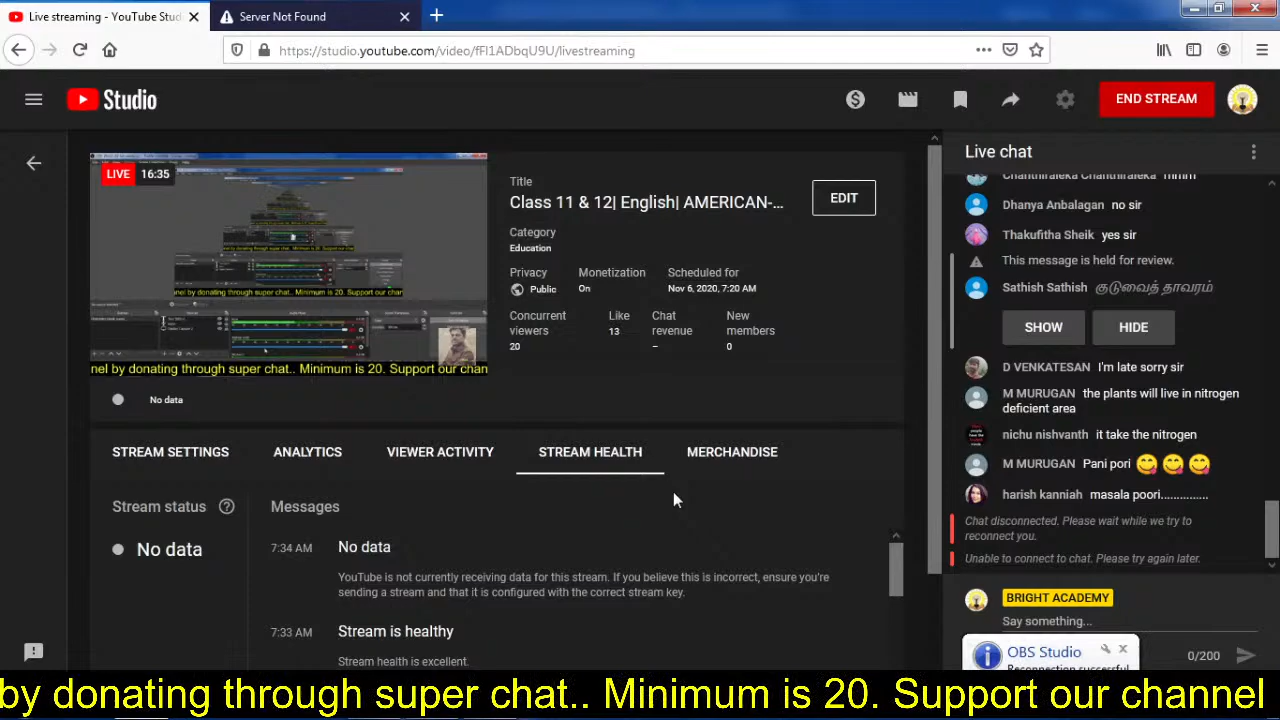 Live streaming - YouTube Stud
Server Not Found
https://studio.youtube.com/video/fFI1ADbqU9U/livestreaming
Studio
END STREAM
LIVE 16:35
nel by donating through super chat.. Minimum is 20. Support our chan
No data
Title
Class 11 & 12| English| AMERICAN-...
EDIT
Category
Education
Privacy
Monetization
Scheduled for
Public
On
Nov 6, 2020, 7:20 AM
Concurrent viewers
Like
Chat revenue
New members
20
13
–
0
STREAM SETTINGS
ANALYTICS
VIEWER ACTIVITY
STREAM HEALTH
MERCHANDISE
Stream status
No data
Messages
7:34 AM No data
YouTube is not currently receiving data for this stream. If you believe this is incorrect, ensure you're
sending a stream and that it is configured with the correct stream key.
7:33 AM Stream is healthy
Stream health is excellent.
Live chat
Chanthiraleka Chanthiraleka mmm
Dhanya Anbalagan no sir
Thakufitha Sheik yes sir
This message is held for review.
Sathish Sathish குடுவைத் தாவரம்
SHOW
HIDE
D VENKATESAN I'm late sorry sir
M MURUGAN the plants will live in nitrogen
deficient area
nichu nishvanth it take the nitrogen
M MURUGAN Pani pori 😋 😋 😋
harish kanniah masala poori...............
Chat disconnected. Please wait while we try to
reconnect you.
Unable to connect to chat. Please try again later.
BRIGHT ACADEMY
Say something...
0/200
OBS Studio
Reconnection successful
by donating through super chat.. Minimum is 20. Support our channel